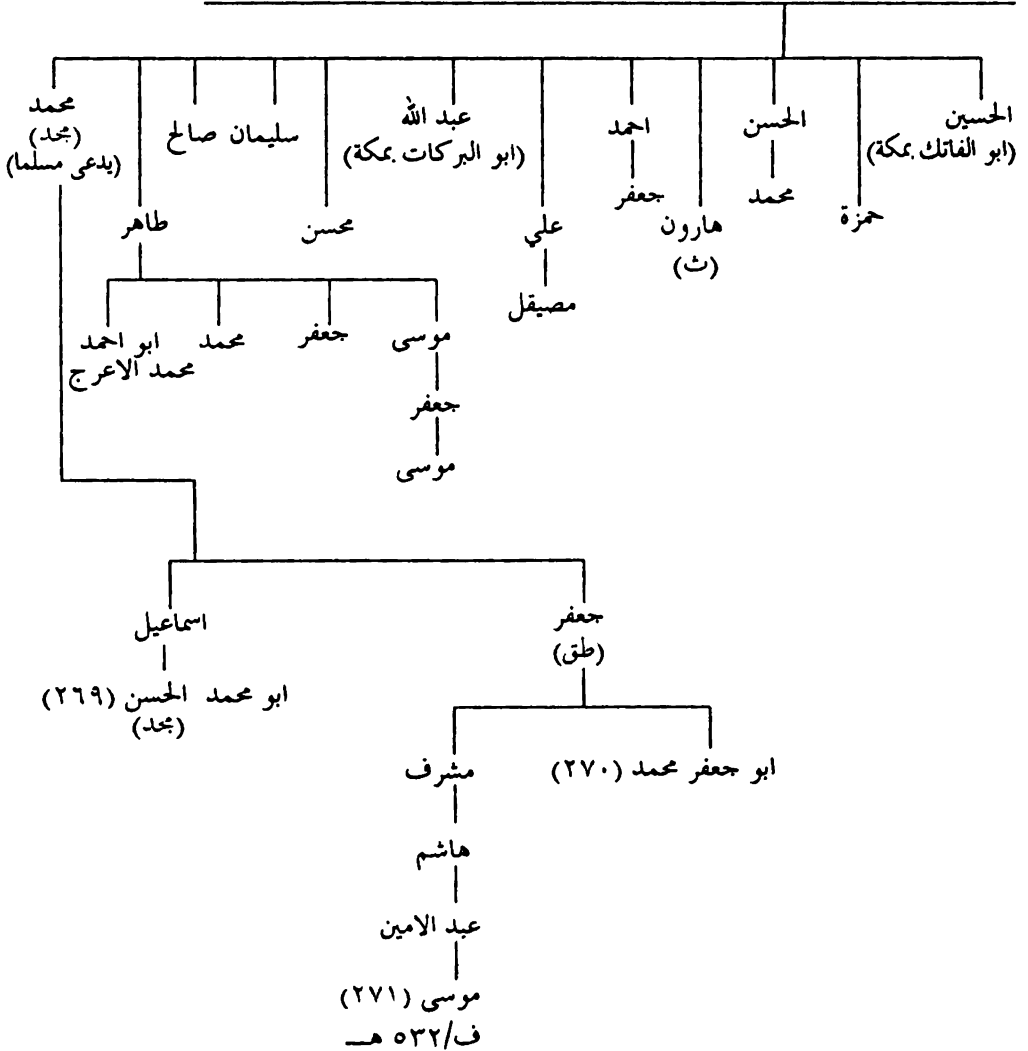 الحسين
(ابو الفاتك بمكة)
حمزة
الحسن
محمد
هارون
(ث)
احمد
جعفر
علي
مصيقل
عبد الله
(ابو البركات بمكة)
محسن
سليمان صالح
طاهر
محمد
(مجد)
(يدعى مسلما)
موسى
جعفر
محمد
ابو احمد
محمد الاعرج
جعفر
موسى
جعفر
(طق)
اسماعيل
ابو محمد الحسن (٢٦٩)
(مجد)
ابو جعفر محمد (٢٧٠)
مشرف
هاشم
عبد الامين
موسى (٢٧١)
ف/٥٣٢ هــ